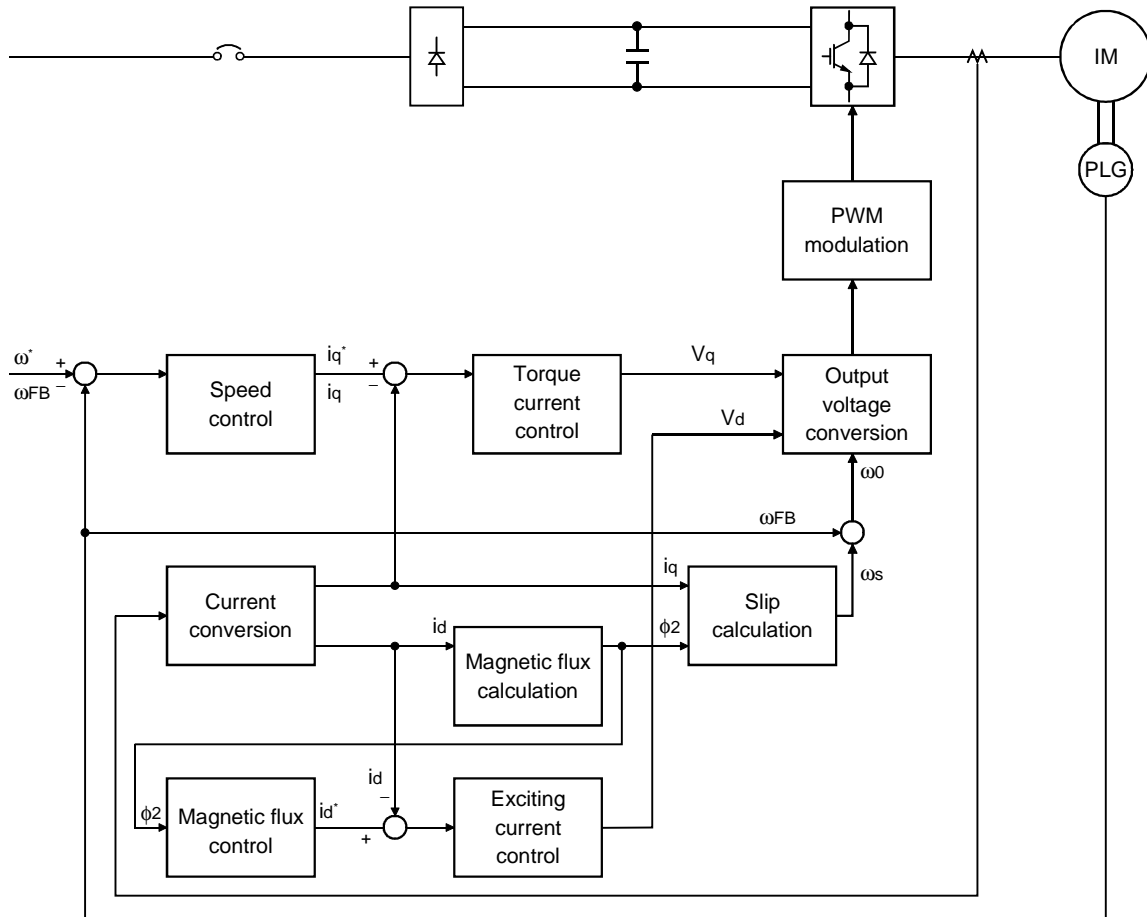 IM
PLG
PWM
modulation
ω*
+
ωFB
−
Speed
control
iq*
iq
+
−
Torque
current
control
Vq
Vd
Output
voltage
conversion
ω0
ωFB
ωs
Current
conversion
iq
id
Magnetic flux
calculation
ϕ2
Slip
calculation
ϕ2
Magnetic flux
control
id*
id
−
+
Exciting
current
control